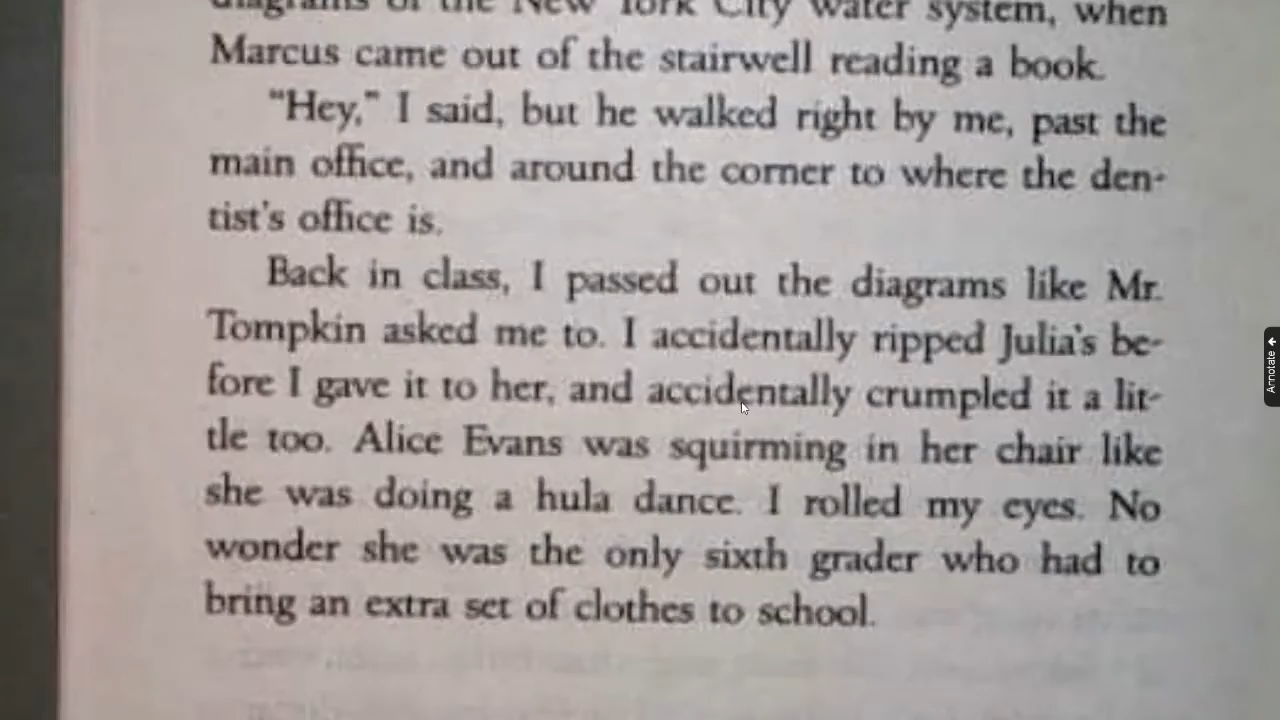 diagrams of the New York City water system, when
Marcus came out of the stairwell reading a book.
“Hey,” I said, but he walked right by me, past the
main office, and around the corner to where the den-
tist's office is.
Back in class, I passed out the diagrams like Mr.
Tompkin asked me to. I accidentally ripped Julia's be-
fore I gave it to her, and accidentally crumpled it a lit-
tle too. Alice Evans was squirming in her chair like
she was doing a hula dance. I rolled my eyes. No
wonder she was the only sixth grader who had to
bring an extra set of clothes to school.
Annotate